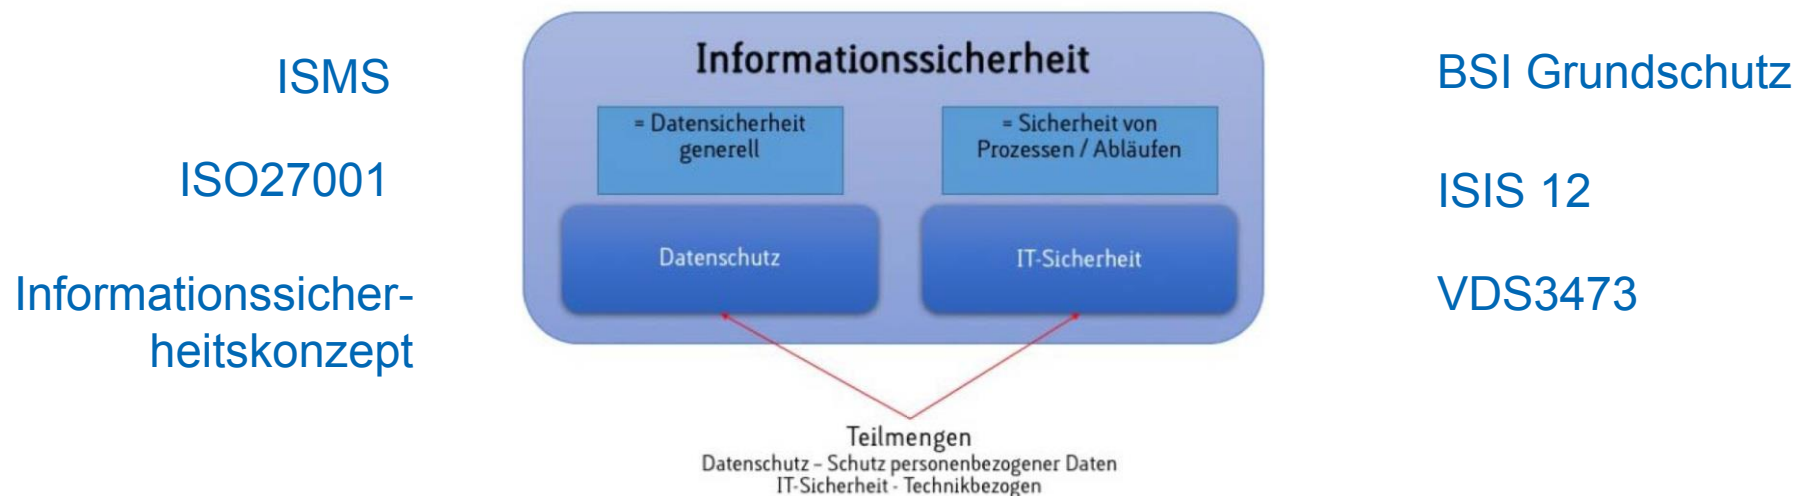 ISMS
ISO27001
Informationssicher-
heitskonzept
Informationssicherheit
= Datensicherheit
generell
= Sicherheit von
Prozessen / Abläufen
Datenschutz
IT-Sicherheit
Teilmengen
Datenschutz – Schutz personenbezogener Daten
IT-Sicherheit - Technikbezogen
BSI Grundschutz
ISIS 12
VDS3473